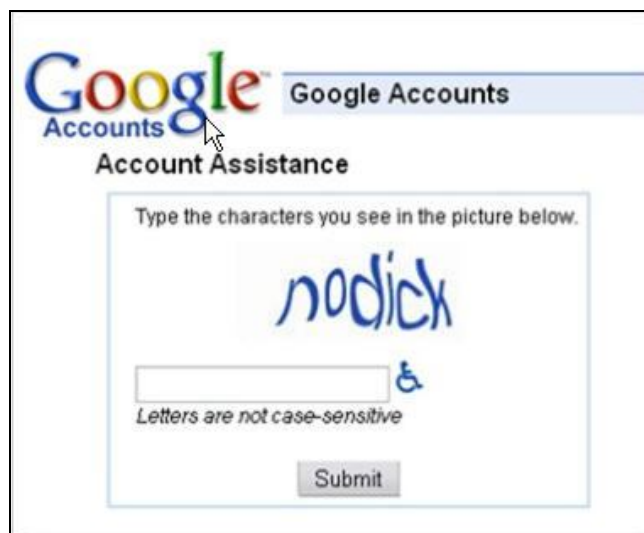 Google™ Google Accounts
Accounts
Account Assistance
Type the characters you see in the picture below.
nodick
Letters are not case-sensitive
Submit